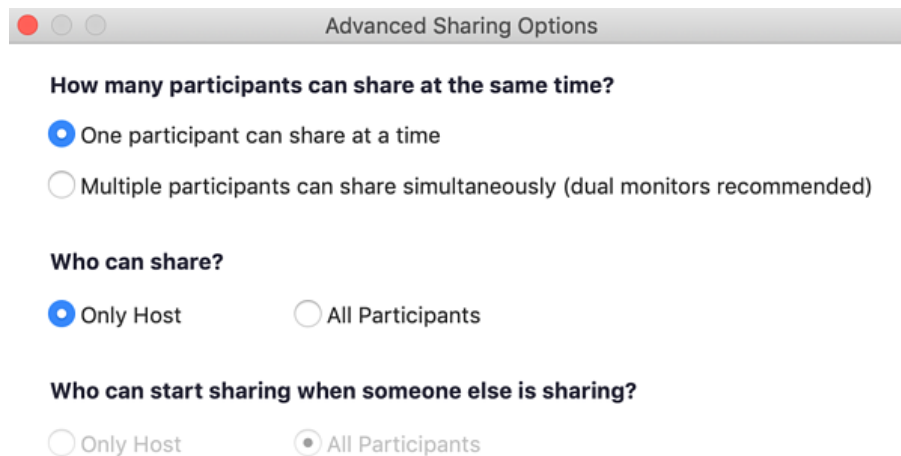 Advanced Sharing Options
How many participants can share at the same time?
One participant can share at a time
Multiple participants can share simultaneously (dual monitors recommended)
Who can share?
Only Host All Participants
Who can start sharing when someone else is sharing?
Only Host All Participants